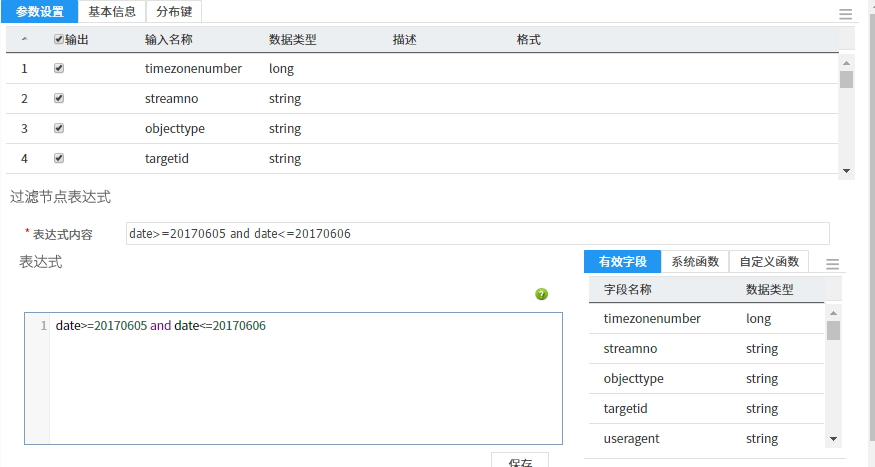 参数设置 基本信息 分布键
输出 输入名称 数据类型 描述 格式
1 timezonenumber long
2 streamno string
3 objecttype string
4 targetid string
过滤节点表达式
* 表达式内容 date>=20170605 and date<=20170606
表达式
有效字段 系统函数 自定义函数
?
字段名称 数据类型
1 date>=20170605 and date<=20170606
timezonenumber long
streamno string
objecttype string
targetid string
useragent string
保存